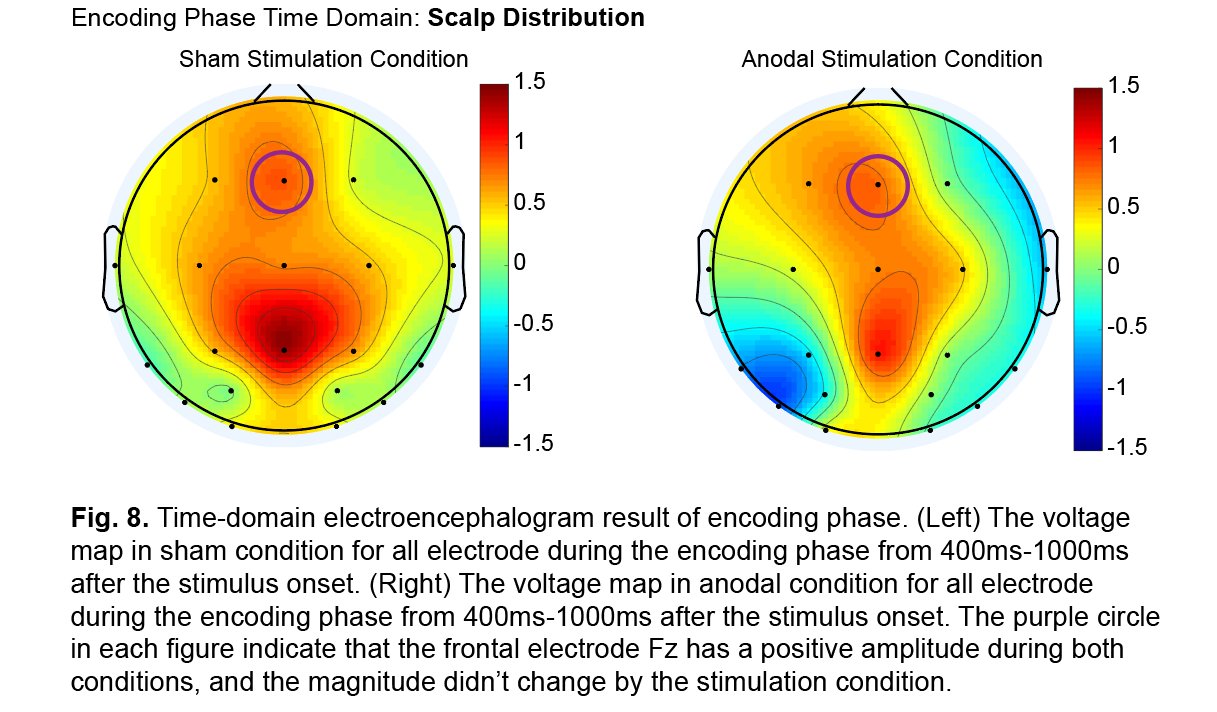 Encoding Phase Time Domain: Scalp Distribution
Sham Stimulation Condition
1.5
1
0.5
0
-0.5
-1
-1.5
Anodal Stimulation Condition
1.5
1
0.5
0
-0.5
-1
-1.5
Fig. 8. Time-domain electroencephalogram result of encoding phase. (Left) The voltage
map in sham condition for all electrode during the encoding phase from 400ms-1000ms
after the stimulus onset. (Right) The voltage map in anodal condition for all electrode
during the encoding phase from 400ms-1000ms after the stimulus onset. The purple circle
in each figure indicate that the frontal electrode Fz has a positive amplitude during both
conditions, and the magnitude didn’t change by the stimulation condition.